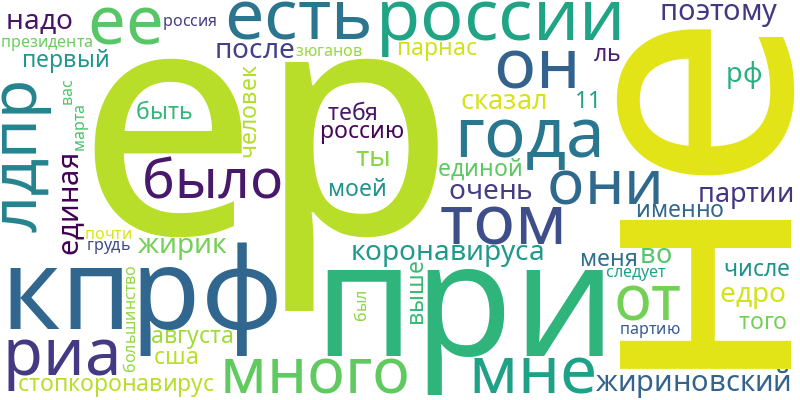 надо
ее
россия
есть
россии
поэтому
президента
первый
после
зюганов
парнас
он
ль
не
рф
лдпр
ер
вас
марта
быть
человек
тебя
россию
ты
сказал
11
года
единая
было
моей
единой
очень
они
партии
почти
грудь
жирик
том
именно
кпрф
при
коронавируса
меня
во
числе
следует
большинство
выше
был
от
едро
того
партию
риа
августа
сша
стопкоронавирус
много
мне
жириновский